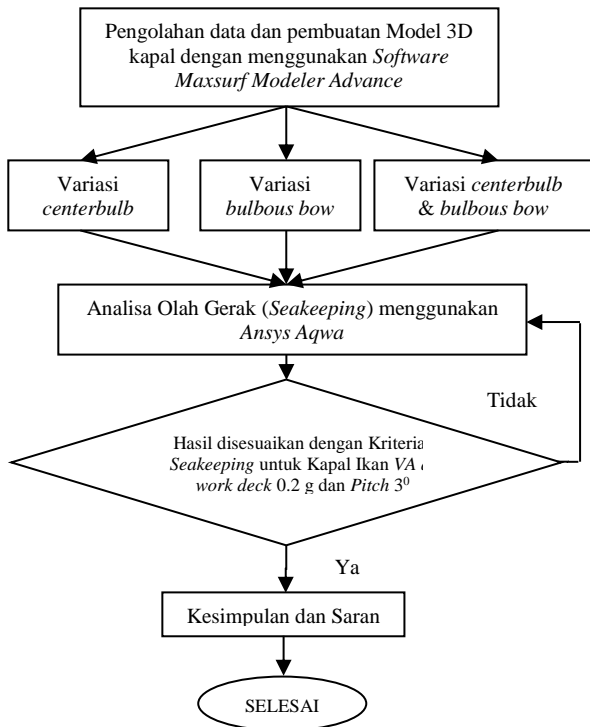 Pengolahan data dan pembuatan Model 3D
kapal dengan menggunakan Software
Maxsurf Modeler Advance
Variasi
centerbulb
Variasi
bulbous bow
Variasi centerbulb
& bulbous bow
Analisa Olah Gerak (Seakeeping) menggunakan
Ansys Aqwa
Tidak
Hasil disesuaikan dengan Kriteria
Seakeeping untuk Kapal Ikan VA
work deck 0.2 g dan Pitch 3⁰
Ya
Kesimpulan dan Saran
SELESAI